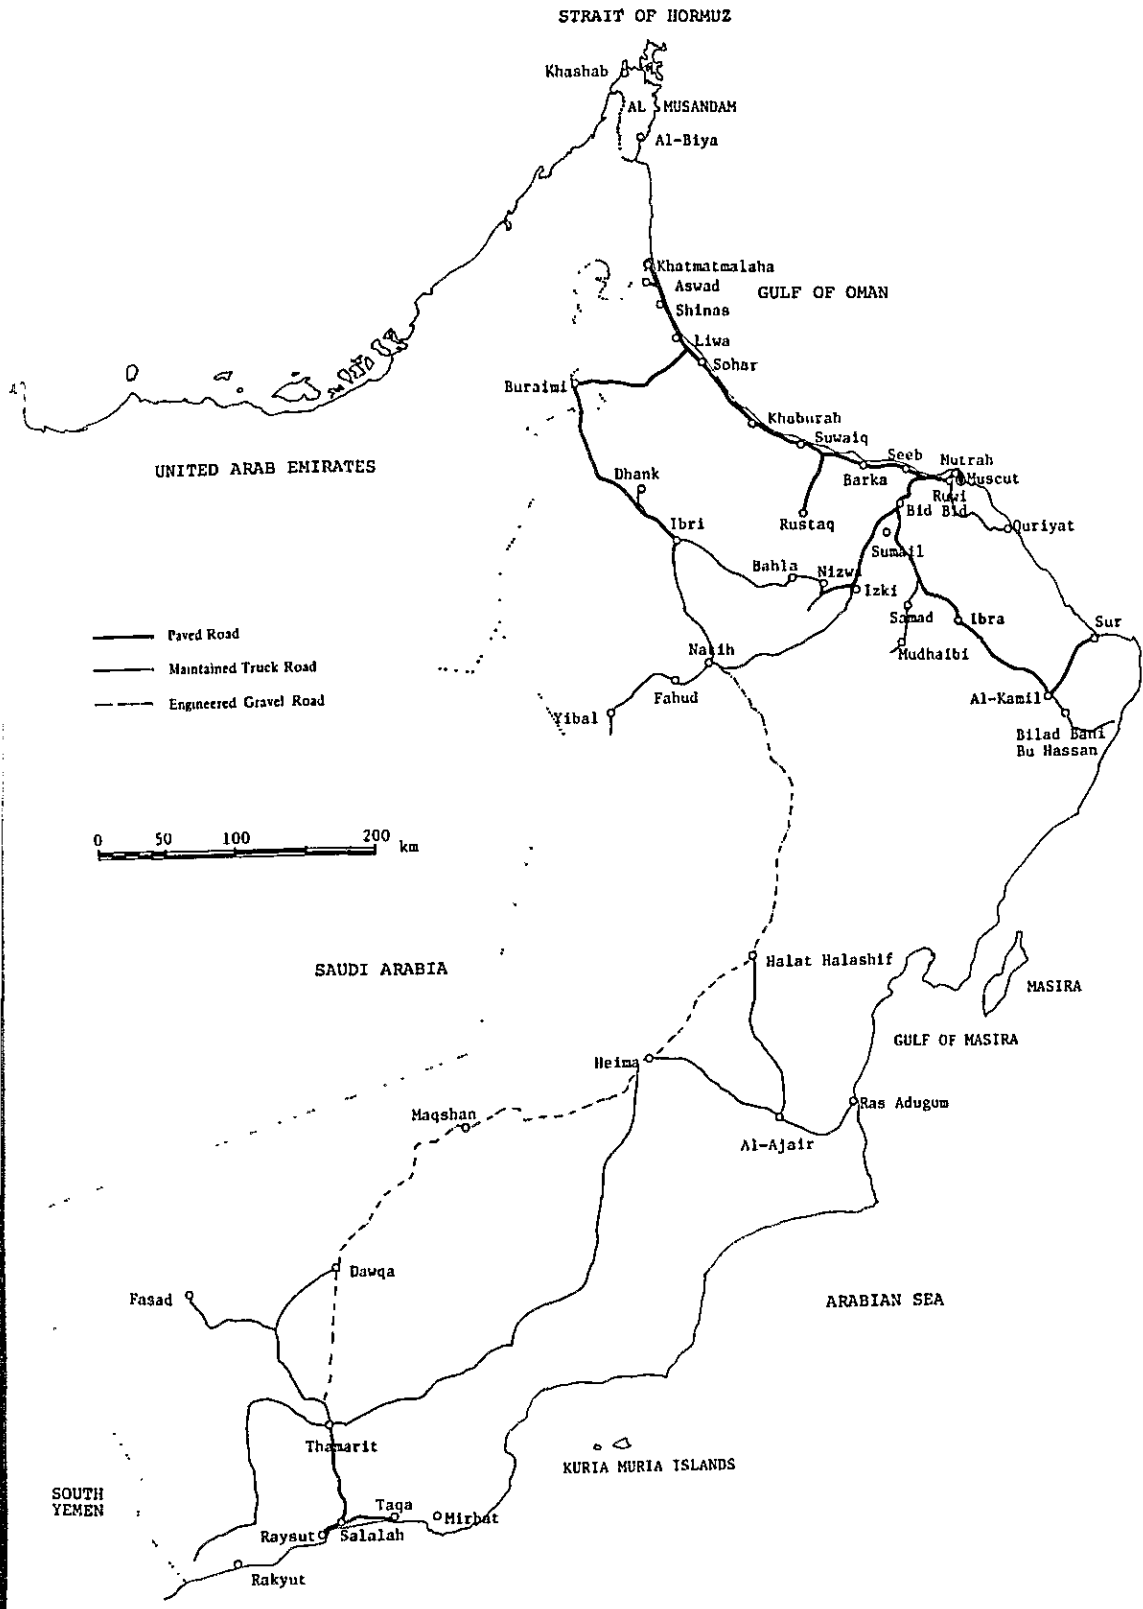 STRAIT OF HORMUZ
Khashab
AL MUSANDAM
Al-Biya
Khatmatmalaha
Aswad
GULF OF OMAN
Shinas
Liwa
Sohar
Buraimi
Khaburah
Suwaiq
Seeb
Mutrah
UNITED ARAB EMIRATES
Dhank
Barka
Muscut
Ruwi
Rustaq
Bid Bid
Ibri
Quriyat
Sumail
Bahla
Nizwa
Izki
Samad
Ibra
Sur
Paved Road
Mudhaibi
Natih
Maintained Truck Road
Fahud
Al-Kamil
Engineered Gravel Road
Yibal
Bilad Bani
Bu Hassan
0 50 100 200 km
Halat Halashif
SAUDI ARABIA
MASIRA
GULF OF MASIRA
Heima
Ras Adugum
Maqshan
Al-Ajair
Dawqa
Fasad
ARABIAN SEA
Thamarit
KURIA MURIA ISLANDS
SOUTH
YEMEN
Taqa
Mirbat
Raysut
Salalah
Rakyut